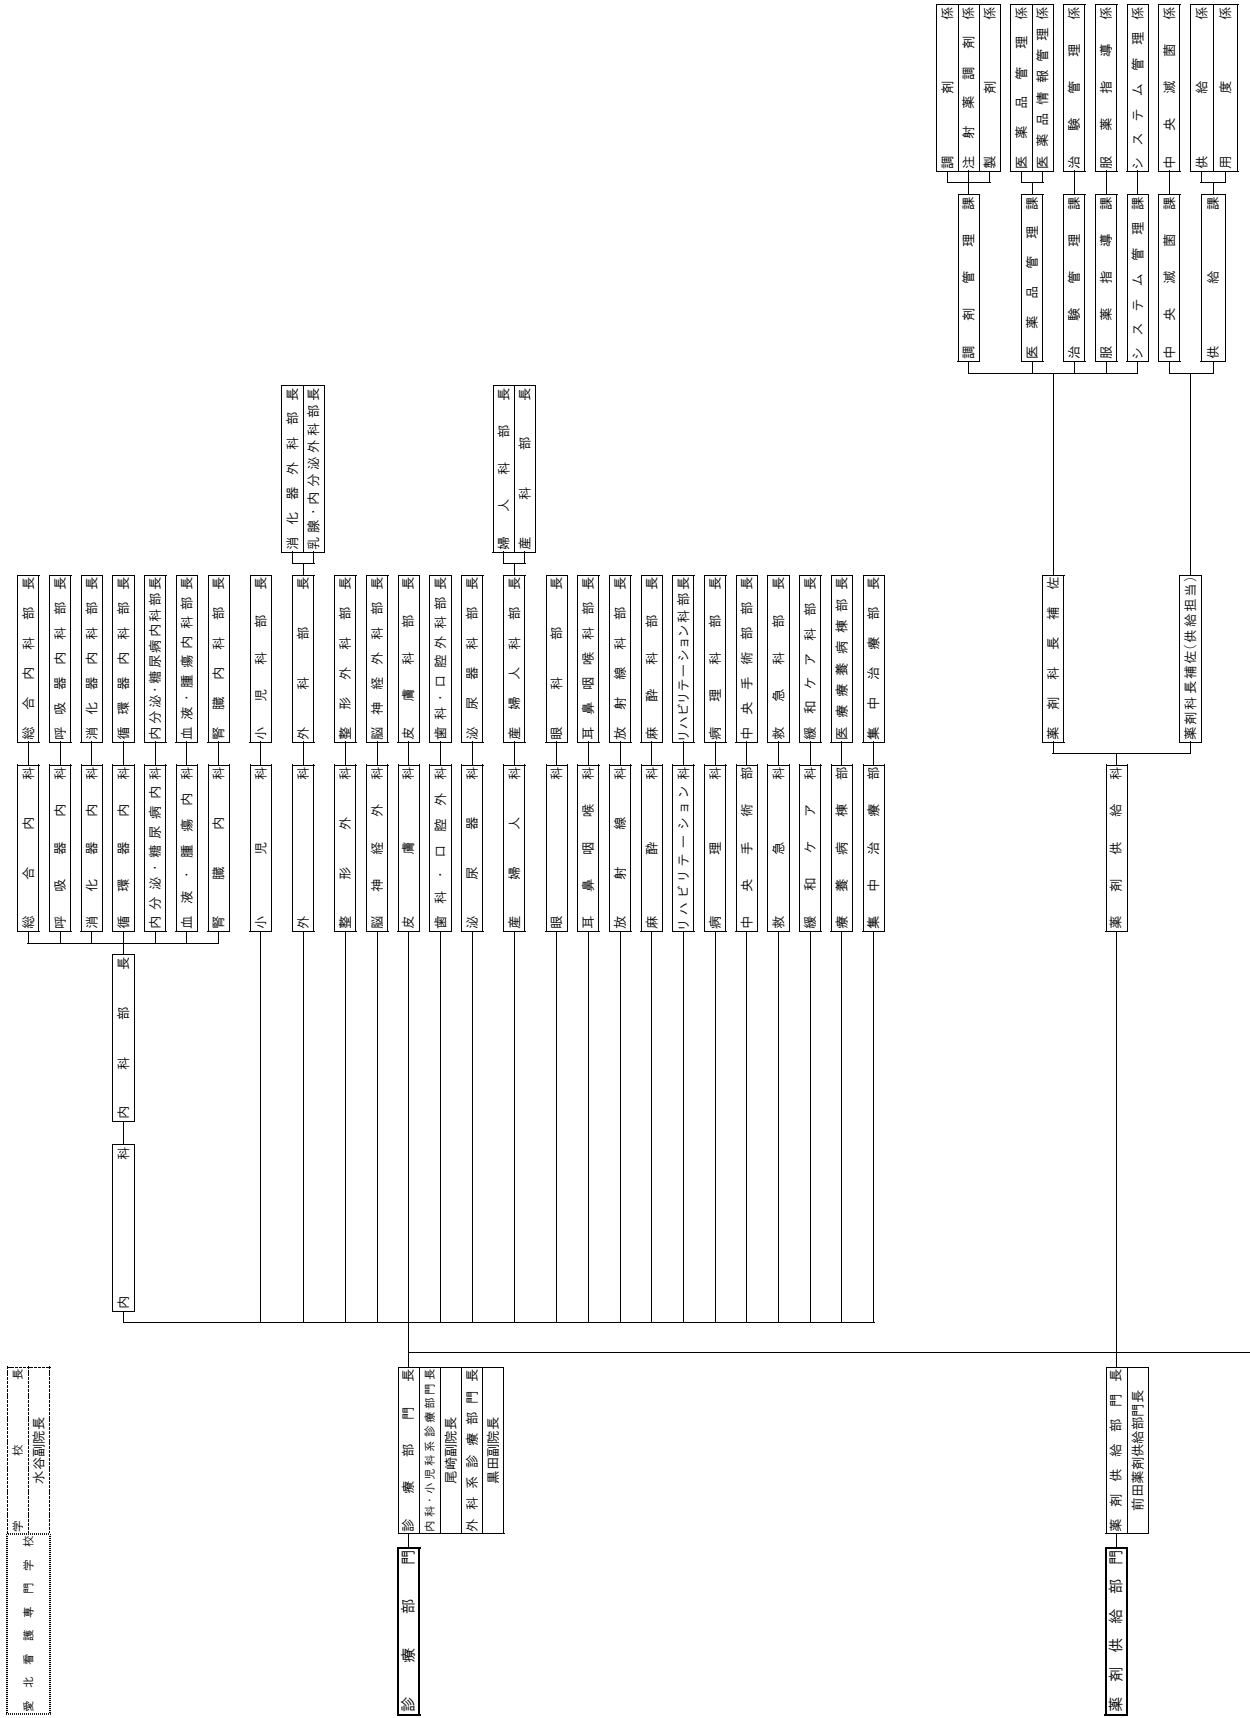 愛北看護専門学校
学校長
水谷副院長
総合内科
総合内科部長
呼吸器内科
呼吸器内科部長
消化器内科
消化器内科部長
内科
内科部長
循環器内科
循環器内科部長
内分泌・糖尿病内科
内分泌・糖尿病内科部長
血液・腫瘍内科
血液・腫瘍内科部長
腎臓内科
腎臓内科部長
小児科
小児科部長
外科
外科部長
消化器外科部長
乳腺・内分泌外科部長
整形外科
整形外科部長
脳神経外科
脳神経外科部長
診療部門
診療部門長
内科・小児科系診療部門長
尾崎副院長
外科系診療部門長
黒田副院長
皮膚科
皮膚科部長
歯科・口腔外科
歯科・口腔外科部長
泌尿器科
泌尿器科部長
産婦人科
産婦人科部長
婦人科部長
産科部長
眼科
眼科部長
耳鼻咽喉科
耳鼻咽喉科部長
放射線科
放射線科部長
麻酔科
麻酔科部長
リハビリテーション科
リハビリテーション科部長
病理科
病理科部長
中央手術部
中央手術部部長
救急科
救急科部長
緩和ケア科
緩和ケア科部長
療養病棟部
医療療養病棟部長
集中治療部
集中治療部長
薬剤供給部門
薬剤供給部門長
前田薬剤供給部門長
薬剤供給科
薬剤科長補佐
調剤管理課
調剤係
注射薬調剤係
製剤係
医薬品管理課
医薬品管理係
医薬品情報管理係
治験管理課
治験管理係
服薬指導課
服薬指導係
システム管理課
システム管理係
薬剤科長補佐(供給担当)
中央滅菌課
中央滅菌係
供給課
供給係
用度係